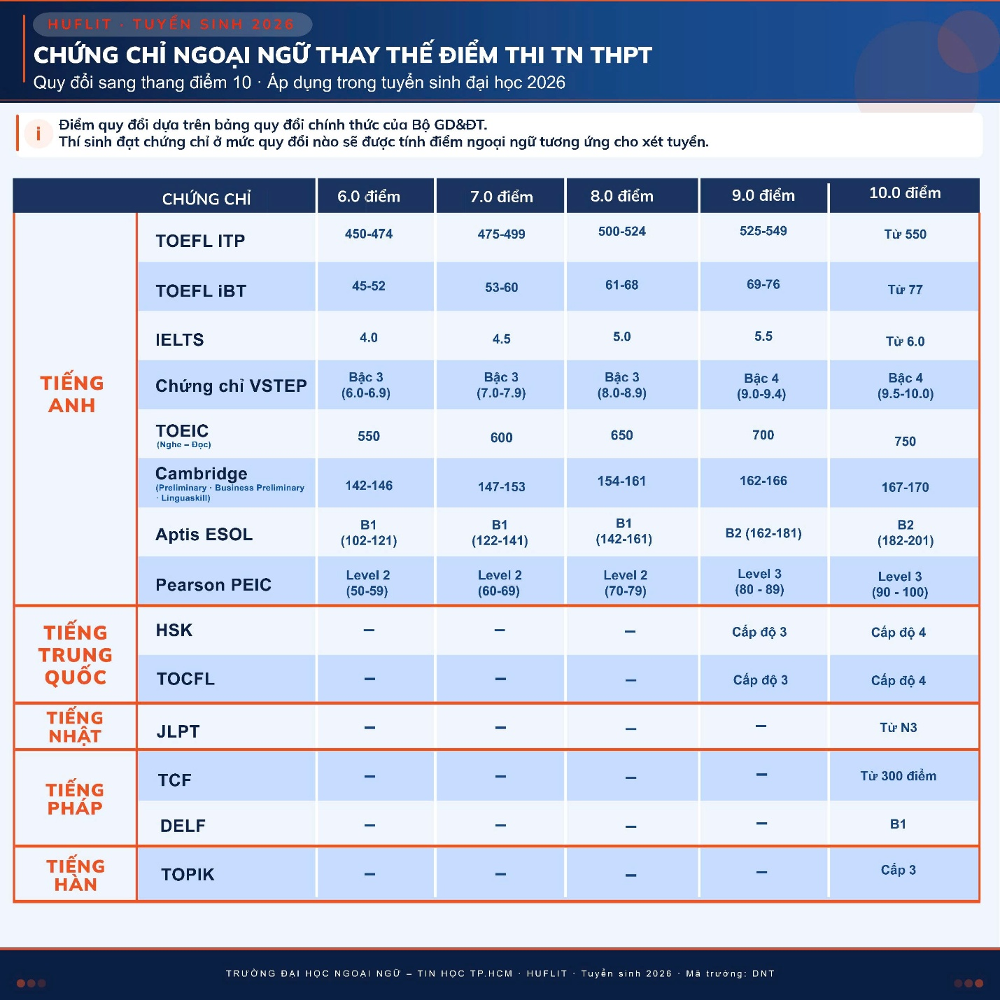 HUFLIT · TUYỂN SINH 2026
CHỨNG CHỈ NGOẠI NGỮ THAY THẾ ĐIỂM THI TN THPT
Quy đổi sang thang điểm 10 · Áp dụng trong tuyển sinh đại học 2026
i
Điểm quy đổi dựa trên bảng quy đổi chính thức của Bộ GD&ĐT.
Thí sinh đạt chứng chỉ ở mức quy đổi nào sẽ được tính điểm ngoại ngữ tương ứng cho xét tuyển.
CHỨNG CHỈ 6.0 điểm 7.0 điểm 8.0 điểm 9.0 điểm 10.0 điểm
TIẾNG
ANH
TOEFL ITP 450-474 475-499 500-524 525-549 Từ 550
TOEFL iBT 45-52 53-60 61-68 69-76 Từ 77
IELTS 4.0 4.5 5.0 5.5 Từ 6.0
Chứng chỉ VSTEP Bậc 3 (6.0-6.9) Bậc 3 (7.0-7.9) Bậc 3 (8.0-8.9) Bậc 4 (9.0-9.4) Bậc 4 (9.5-10.0)
TOEIC 550 600 650 700 750
(Nghe – Đọc)
Cambridge 142-146 147-153 154-161 162-166 167-170
(Preliminary · Business Preliminary
· Linguaskill)
Aptis ESOL B1 (102-121) B1 (122-141) B1 (142-161) B2 (162-181) B2 (182-201)
Pearson PEIC Level 2 (50-59) Level 2 (60-69) Level 2 (70-79) Level 3 (80 - 89) Level 3 (90 - 100)
TIẾNG
TRUNG
QUỐC
HSK – – – Cấp độ 3 Cấp độ 4
TOCFL – – – Cấp độ 3 Cấp độ 4
TIẾNG
NHẬT
JLPT – – – – Từ N3
TIẾNG
PHÁP
TCF – – – – Từ 300 điểm
DELF – – – – B1
TIẾNG
HÀN
TOPIK – – – – Cấp 3
TRƯỜNG ĐẠI HỌC NGOẠI NGỮ – TIN HỌC TP.HCM · HUFLIT · Tuyển sinh 2026 · Mã trường: DNT